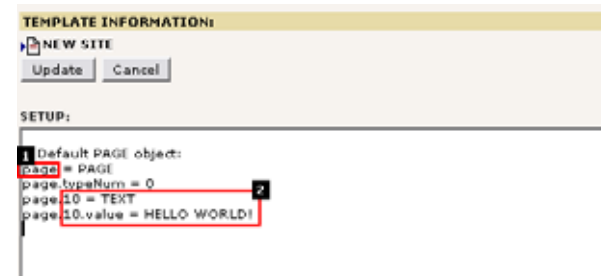 TEMPLATE INFORMATION:
NEW SITE
Update Cancel
SETUP:
1 Default PAGE object:
page = PAGE
page.typeNum = 0
2
page.10 = TEXT
page.10.value = HELLO WORLD!